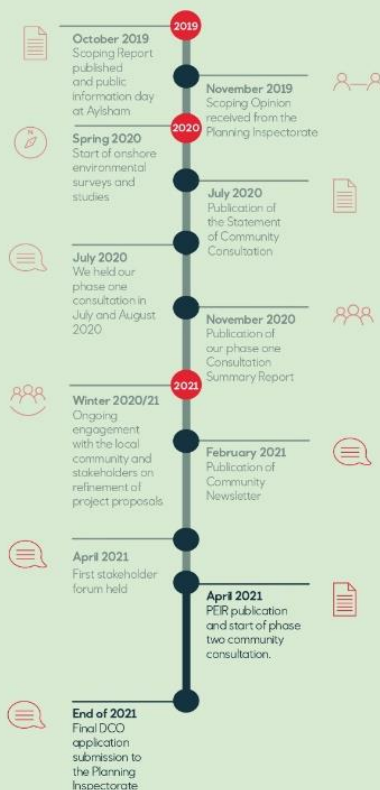 2019
October 2019
Scoping Report
published
and public
information day
at Aylsham
November 2019
Scoping Opinion
received from the
Planning Inspectorate
2020
Spring 2020
Start of onshore
environmental
surveys and
studies
July 2020
Publication of
the Statement
of Community
Consultation
July 2020
We held our
phase one
consultation in
July and August
2020
November 2020
Publication of
our phase one
Consultation
Summary Report
2021
Winter 2020/21
Ongoing
engagement
with the local
community and
stakeholders on
refinement of
project proposals
February 2021
Publication of
Community
Newsletter
April 2021
First stakeholder
forum held
April 2021
PEIR publication
and start of phase
two community
consultation.
End of 2021
Final DCO
application
submission to
the Planning
Inspectorate